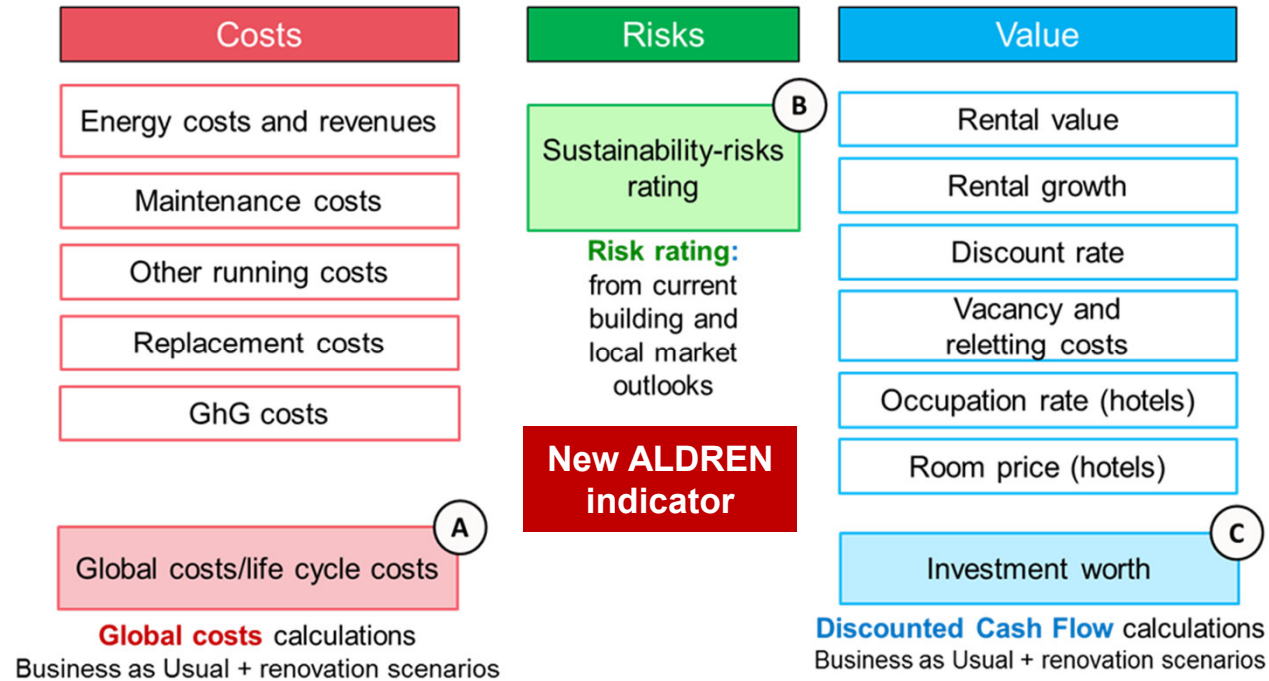 Costs
Energy costs and revenues
Maintenance costs
Other running costs
Replacement costs
GhG costs
A
Global costs/life cycle costs
Global costs calculations
Business as Usual + renovation scenarios
Risks
B
Sustainability-risks
rating
Risk rating:
from current
building and
local market
outlooks
New ALDREN
indicator
Value
Rental value
Rental growth
Discount rate
Vacancy and
reletting costs
Occupation rate (hotels)
Room price (hotels)
C
Investment worth
Discounted Cash Flow calculations
Business as Usual + renovation scenarios